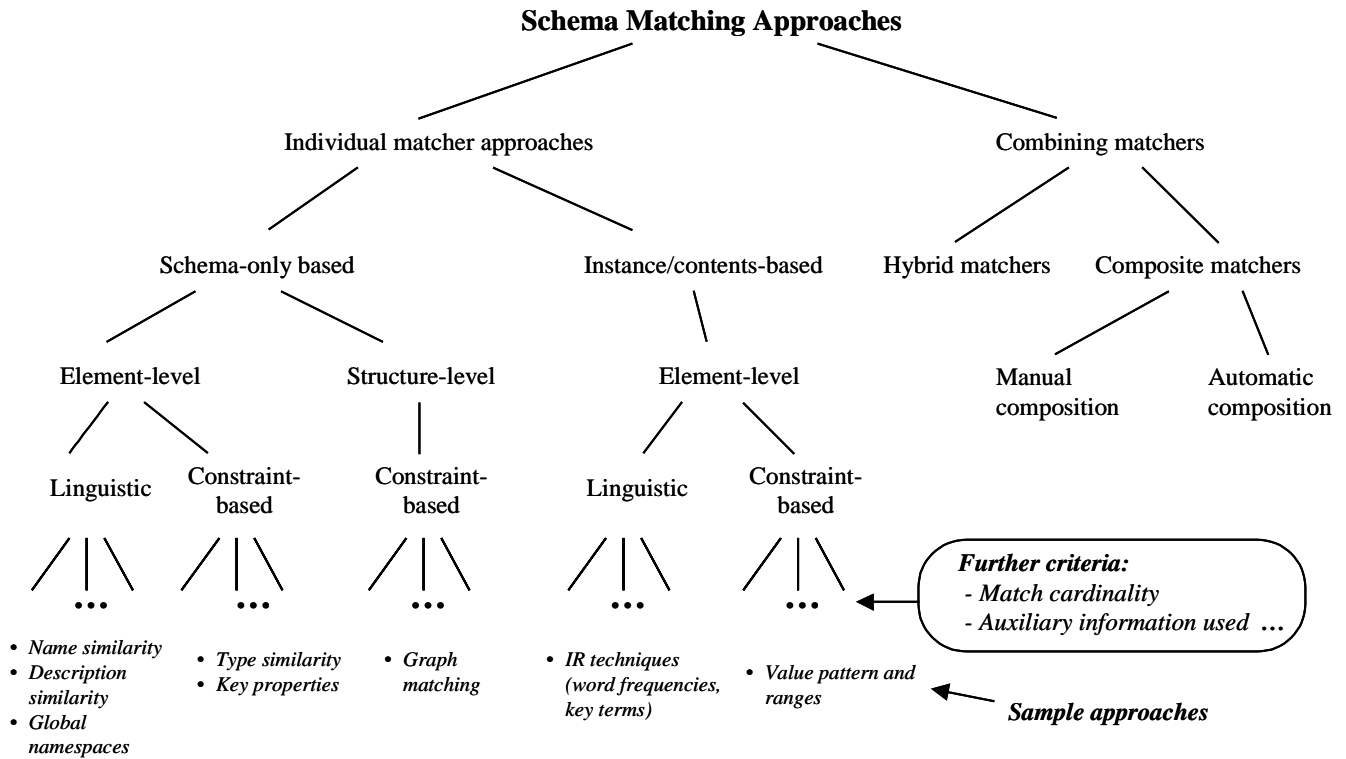 Schema Matching Approaches
Individual matcher approaches
Combining matchers
Schema-only based
Instance/contents-based
Hybrid matchers
Composite matchers
Element-level
Structure-level
Element-level
Manual
composition
Automatic
composition
Linguistic
Constraint-
based
Constraint-
based
Linguistic
Constraint-
based
Further criteria:
- Match cardinality
- Auxiliary information used ...
• Name similarity
• Description
similarity
• Global
namespaces
• Type similarity
• Key properties
• Graph
matching
• IR techniques
(word frequencies,
key terms)
• Value pattern and
ranges
Sample approaches